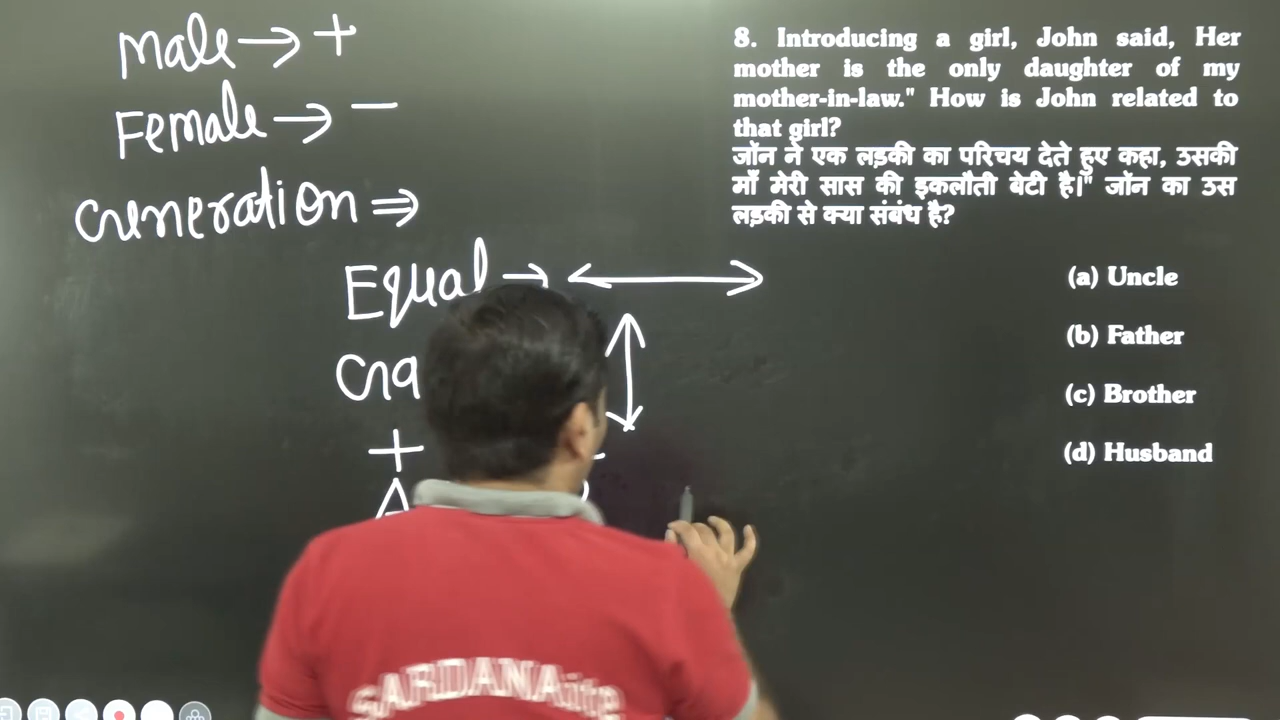 Male → +
Female → −
Generation ⇒
Equal → ↔
+
A
8. Introducing a girl, John said, Her
mother is the only daughter of my
mother-in-law." How is John related to
that girl?
जॉन ने एक लड़की का परिचय देते हुए कहा, उसकी
माँ मेरी सास की इकलौती बेटी है।" जॉन का उस
लड़की से क्या संबंध है?
(a) Uncle
(b) Father
(c) Brother
(d) Husband
SARDANAite